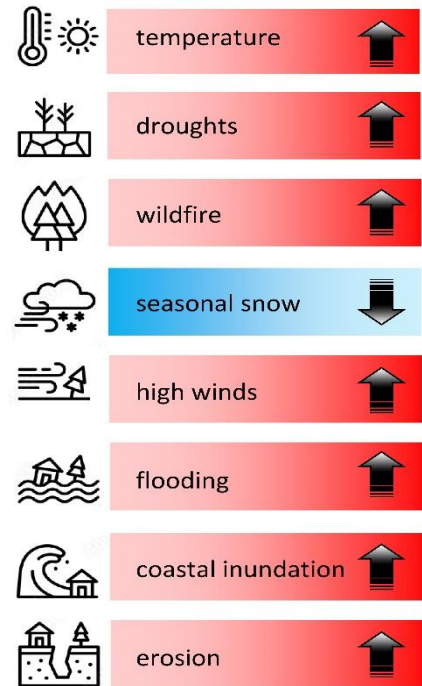 temperature
droughts
wildfire
seasonal snow
high winds
flooding
coastal inundation
erosion